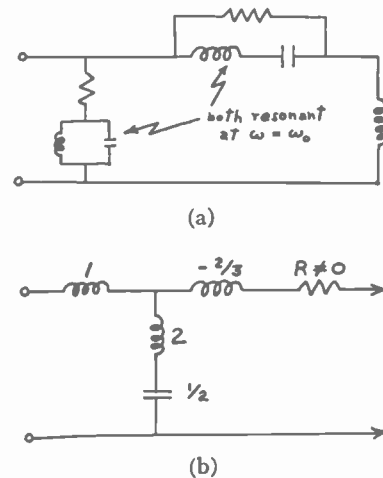 both resonant
at ω = ω₀
(a)
1
- 2/3
R ≠ 0
2
1/2
(b)